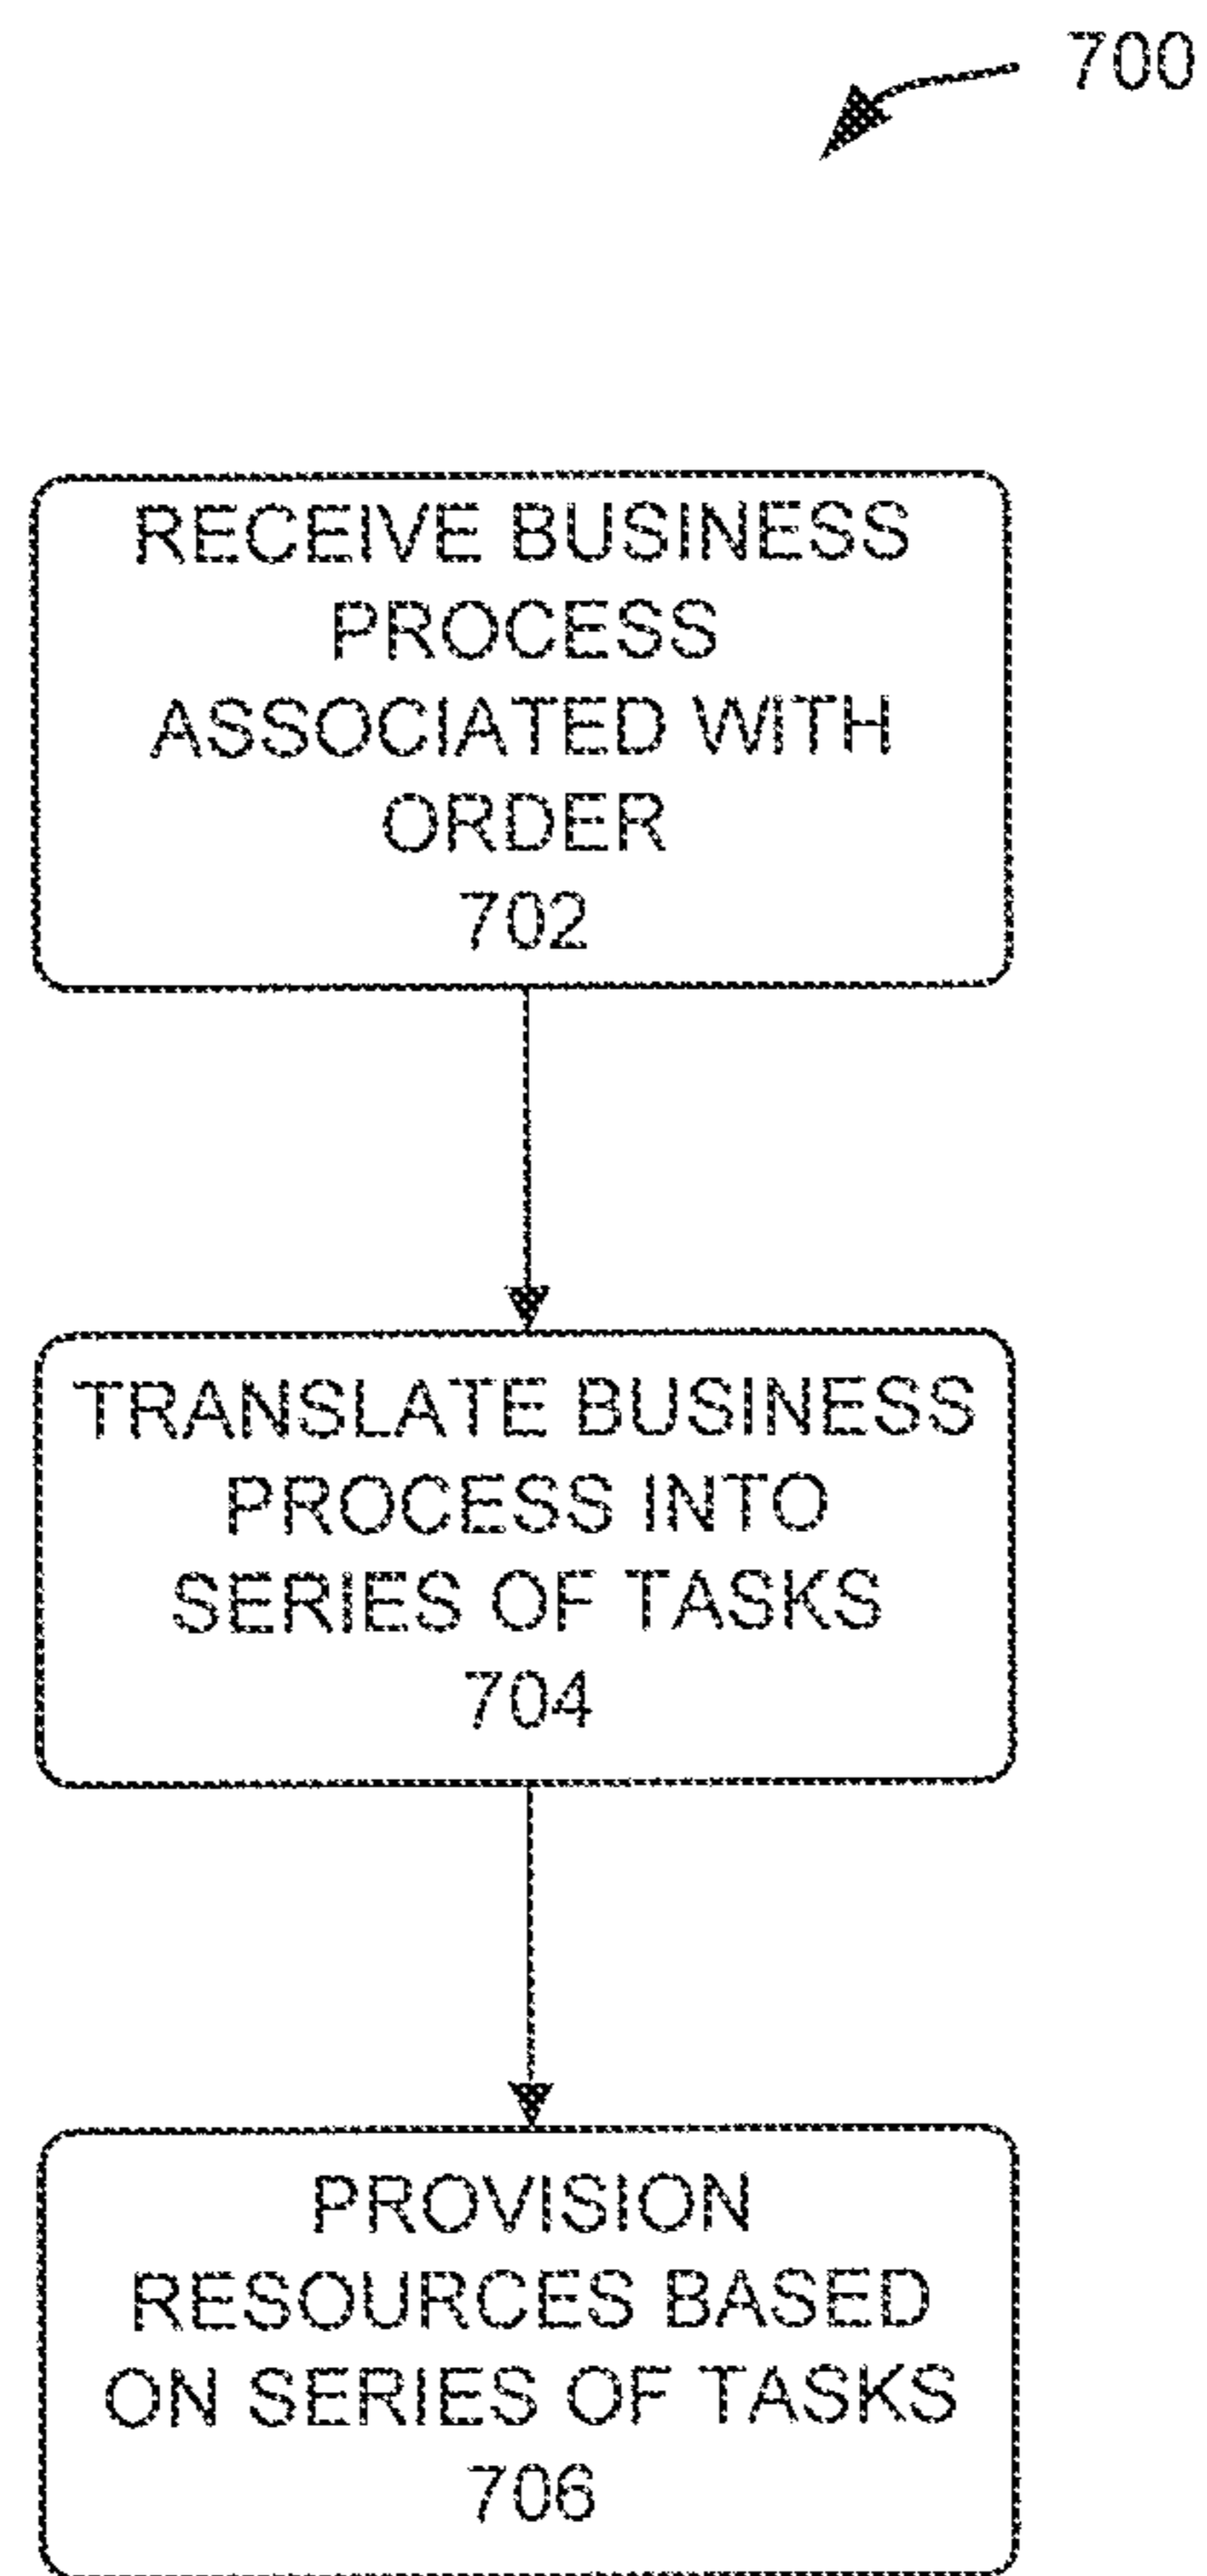 700
RECEIVE BUSINESS
PROCESS
ASSOCIATED WITH
ORDER
702
TRANSLATE BUSINESS
PROCESS INTO
SERIES OF TASKS
704
PROVISION
RESOURCES BASED
ON SERIES OF TASKS
706